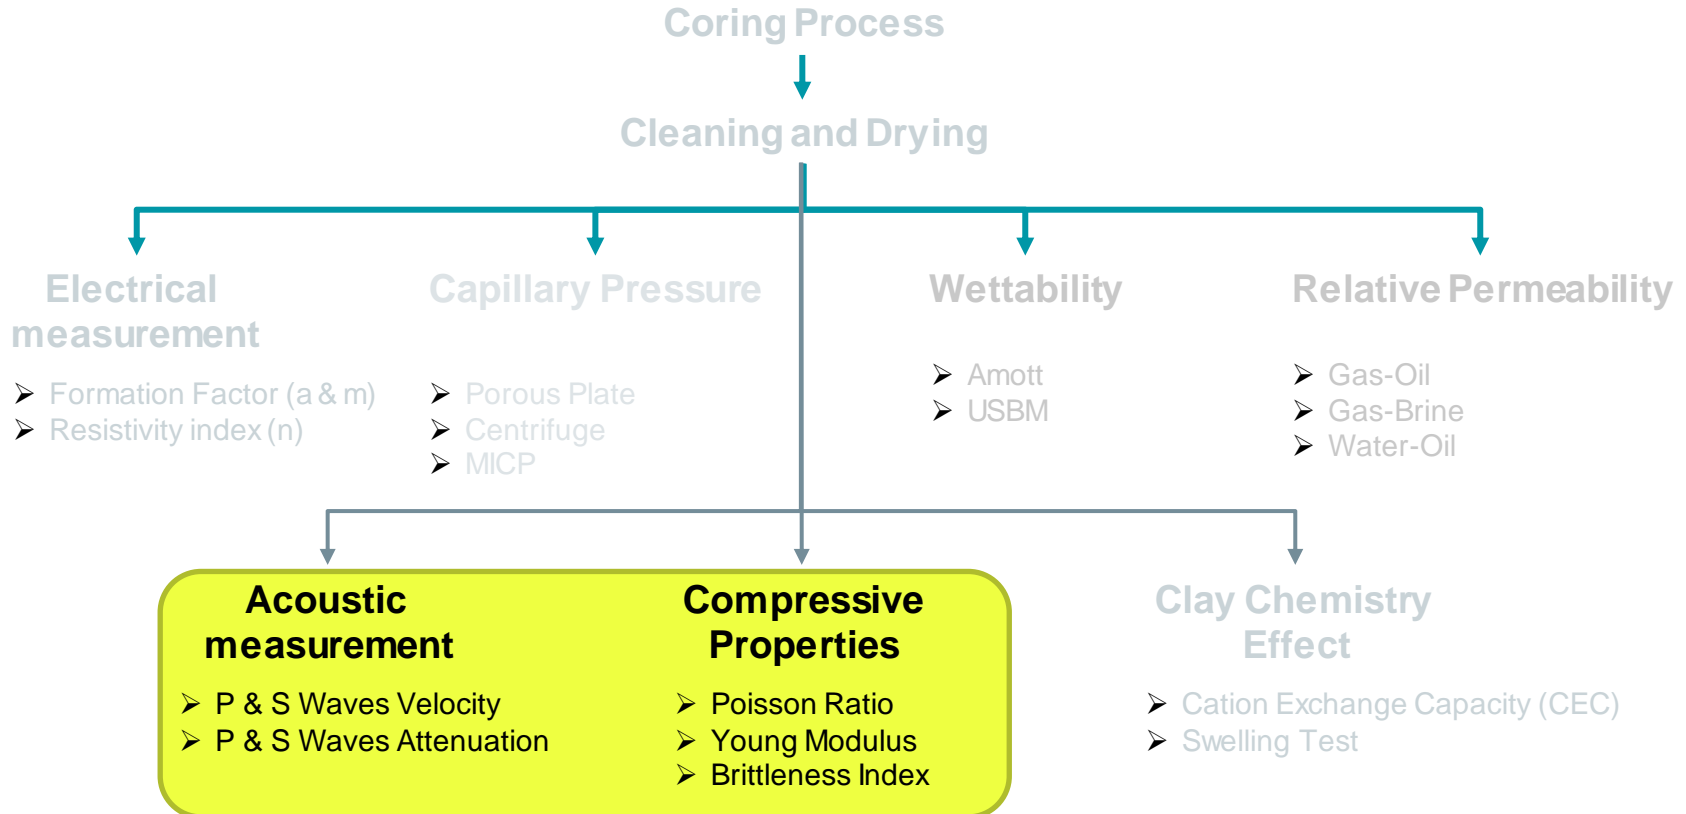 Coring Process
Cleaning and Drying
Electrical
measurement
➢ Formation Factor (a & m)
➢ Resistivity index (n)
Capillary Pressure
➢ Porous Plate
➢ Centrifuge
➢ MICP
Wettability
➢ Amott
➢ USBM
Relative Permeability
➢ Gas-Oil
➢ Gas-Brine
➢ Water-Oil
Acoustic
measurement
➢ P & S Waves Velocity
➢ P & S Waves Attenuation
Compressive
Properties
➢ Poisson Ratio
➢ Young Modulus
➢ Brittleness Index
Clay Chemistry
Effect
➢ Cation Exchange Capacity (CEC)
➢ Swelling Test